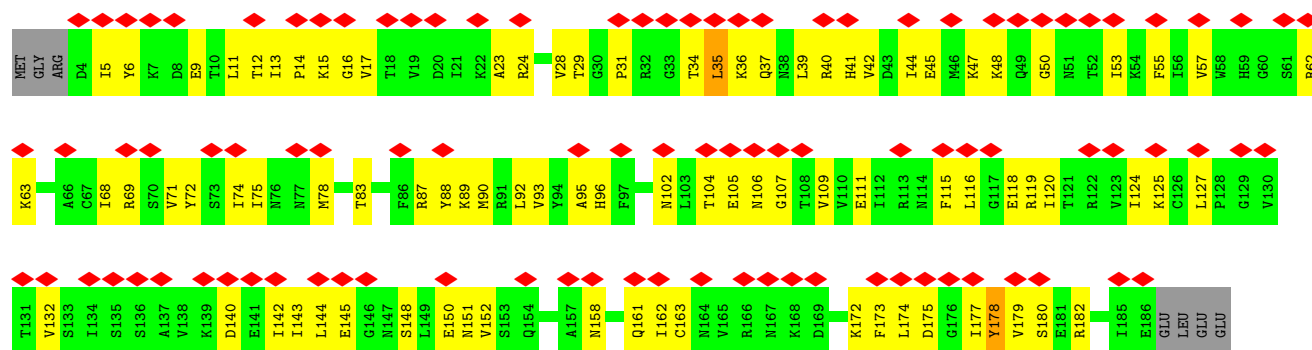 MET GLY ARG D4 I5 Y6 K7 D8 E9 T10 L11 T12 I13 P14 K15 G16 V17 T18 V19 D20 I21 K22 A23 R24 V28 T29 G30 P31 R32 G33 T34 L35 K36 Q37 N38 L39 R40 H41 V42 D43 I44 E45 M46 K47 K48 Q49 G50 N51 T52 I53 K54 F55 I56 V57 W58 H59 G60 S61
K63 A66 C67 I68 R69 S70 V71 Y72 S73 I74 I75 N76 N77 M78 T83 F86 R87 Y88 K89 M90 R91 L92 V93 Y94 A95 H96 F97 N102 L103 T104 E105 N106 G107 T108 V109 V110 E111 I112 R113 N114 F115 L116 G117 E118 R119 I120 T121 R122 V123 I124 K125 C126 L127 P128 G129 V130
T131 V132 S133 I134 S135 S136 A137 V138 K139 D140 E141 I142 I143 L144 E145 G146 N147 S148 L149 E150 N151 V152 S153 Q154 A157 N158 Q161 I162 C163 N164 V165 R166 N167 K168 D169 K172 F173 L174 D175 G176 I177 Y178 V179 S180 E181 R182 I185 E186 GLU LEU GLU GLU